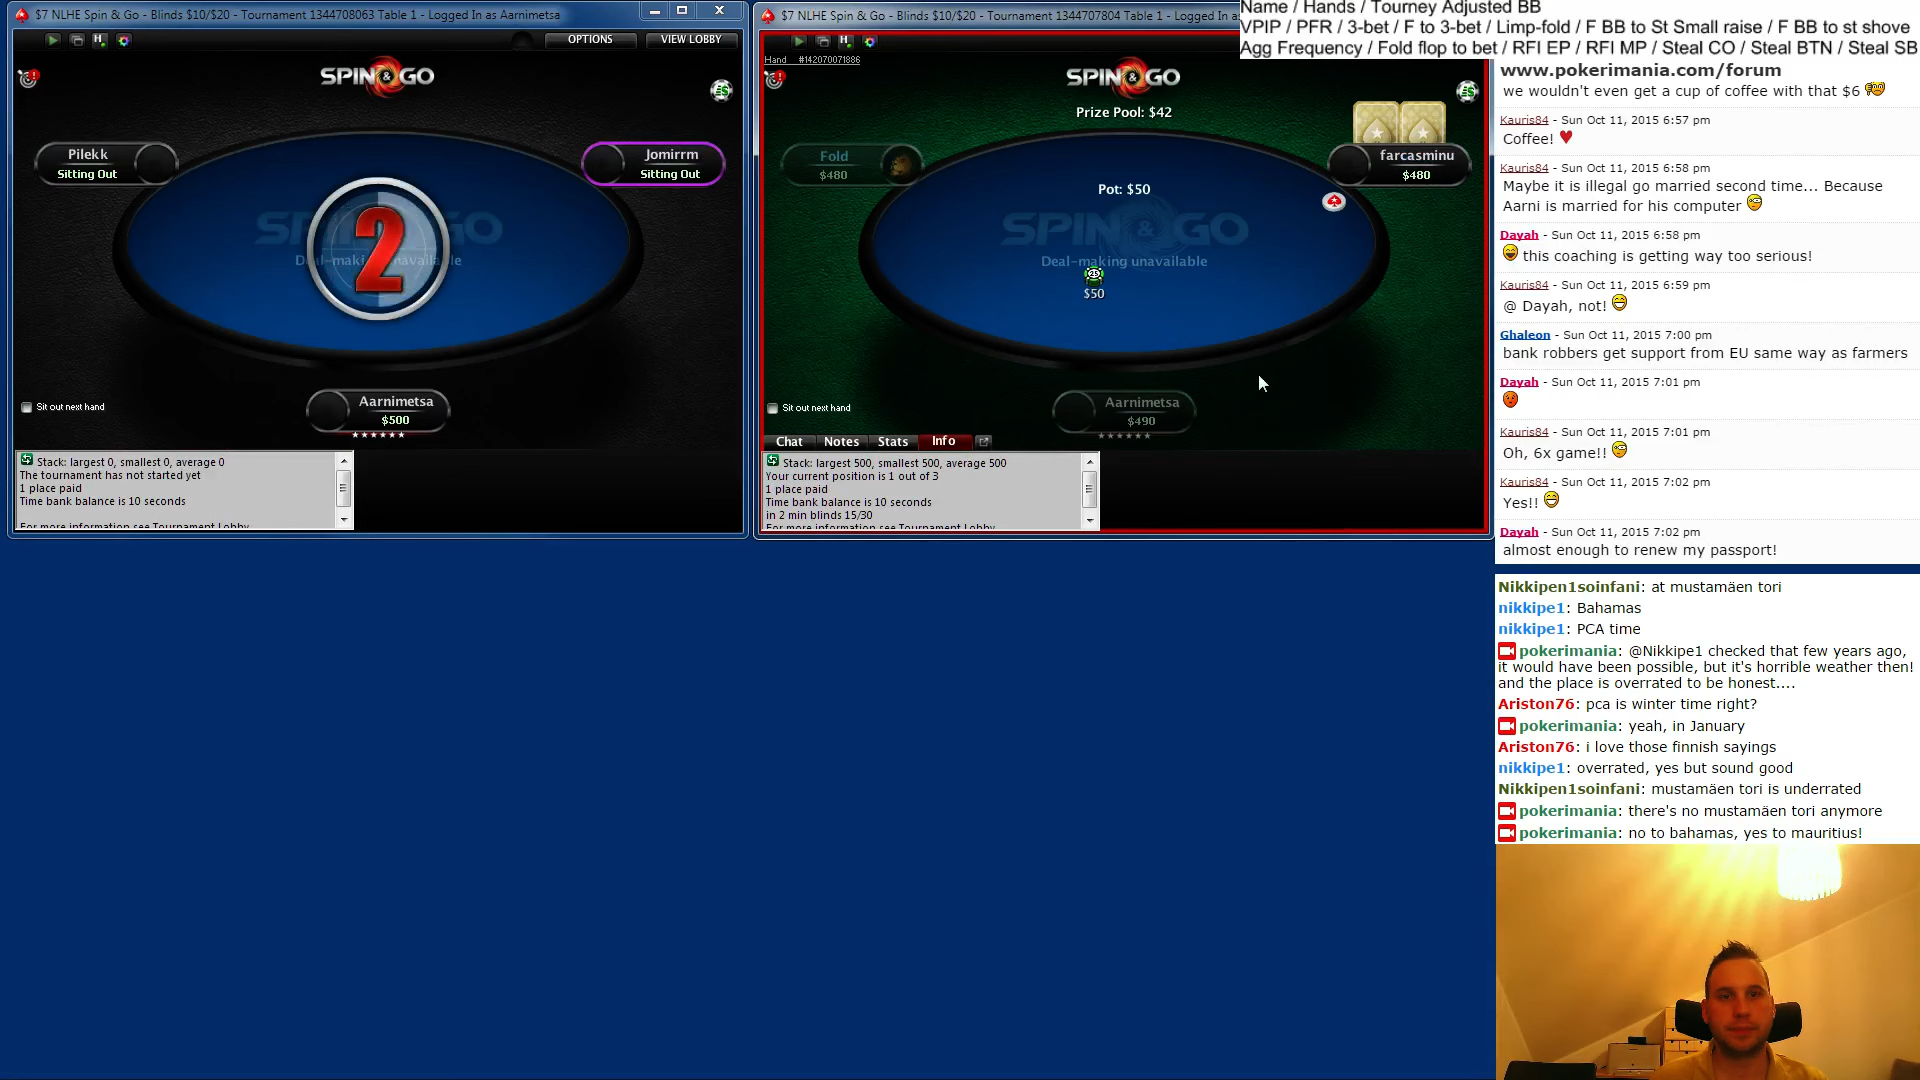 $7 NLHE Spin & Go - Blinds $10/$20 - Tournament 1344708063 Table 1 - Logged In as Aarnimetsa
OPTIONS
VIEW LOBBY
SPIN&GO
Pilekk
Sitting Out
Jomirrm
Sitting Out
SPIN GO
2
Aarnimetsa
$500
Sit out next hand
Stack: largest 0, smallest 0, average 0
The tournament has not started yet
1 place paid
Time bank balance is 10 seconds
For more information see Tournament Lobby
$7 NLHE Spin & Go - Blinds $10/$20 - Tournament 1344707804 Table 1 - Logged In as
Hand #142070071886
SPIN&GO
Prize Pool: $42
Fold
$480
farcasminu
$480
Pot: $50
SPIN&GO
Deal-making unavailable
25
$50
Aarnimetsa
$490
Sit out next hand
Chat
Notes
Stats
Info
Stack: largest 500, smallest 500, average 500
Your current position is 1 out of 3
1 place paid
Time bank balance is 10 seconds
in 2 min blinds 15/30
For more information see Tournament Lobby
Name / Hands / Tourney Adjusted BB
VPIP / PFR / 3-bet / F to 3-bet / Limp-fold / F BB to St Small raise / F BB to st shove
Agg Frequency / Fold flop to bet / RFI EP / RFI MP / Steal CO / Steal BTN / Steal SB
www.pokerimania.com/forum
we wouldn't even get a cup of coffee with that $6
Kauris84 - Sun Oct 11, 2015 6:57 pm
Coffee!
Kauris84 - Sun Oct 11, 2015 6:58 pm
Maybe it is illegal go married second time... Because
Aarni is married for his computer
Dayah - Sun Oct 11, 2015 6:58 pm
this coaching is getting way too serious!
Kauris84 - Sun Oct 11, 2015 6:59 pm
@ Dayah, not!
Ghaleon - Sun Oct 11, 2015 7:00 pm
bank robbers get support from EU same way as farmers
Dayah - Sun Oct 11, 2015 7:01 pm
Kauris84 - Sun Oct 11, 2015 7:01 pm
Oh, 6x game!!
Kauris84 - Sun Oct 11, 2015 7:02 pm
Yes!!
Dayah - Sun Oct 11, 2015 7:02 pm
almost enough to renew my passport!
Nikkipen1soinfani: at mustamäen tori
nikkipe1: Bahamas
nikkipe1: PCA time
pokerimania: @Nikkipe1 checked that few years ago,
it would have been possible, but it's horrible weather then!
and the place is overrated to be honest....
Ariston76: pca is winter time right?
pokerimania: yeah, in January
Ariston76: i love those finnish sayings
nikkipe1: overrated, yes but sound good
Nikkipen1soinfani: mustamäen tori is underrated
pokerimania: there's no mustamäen tori anymore
pokerimania: no to bahamas, yes to mauritius!